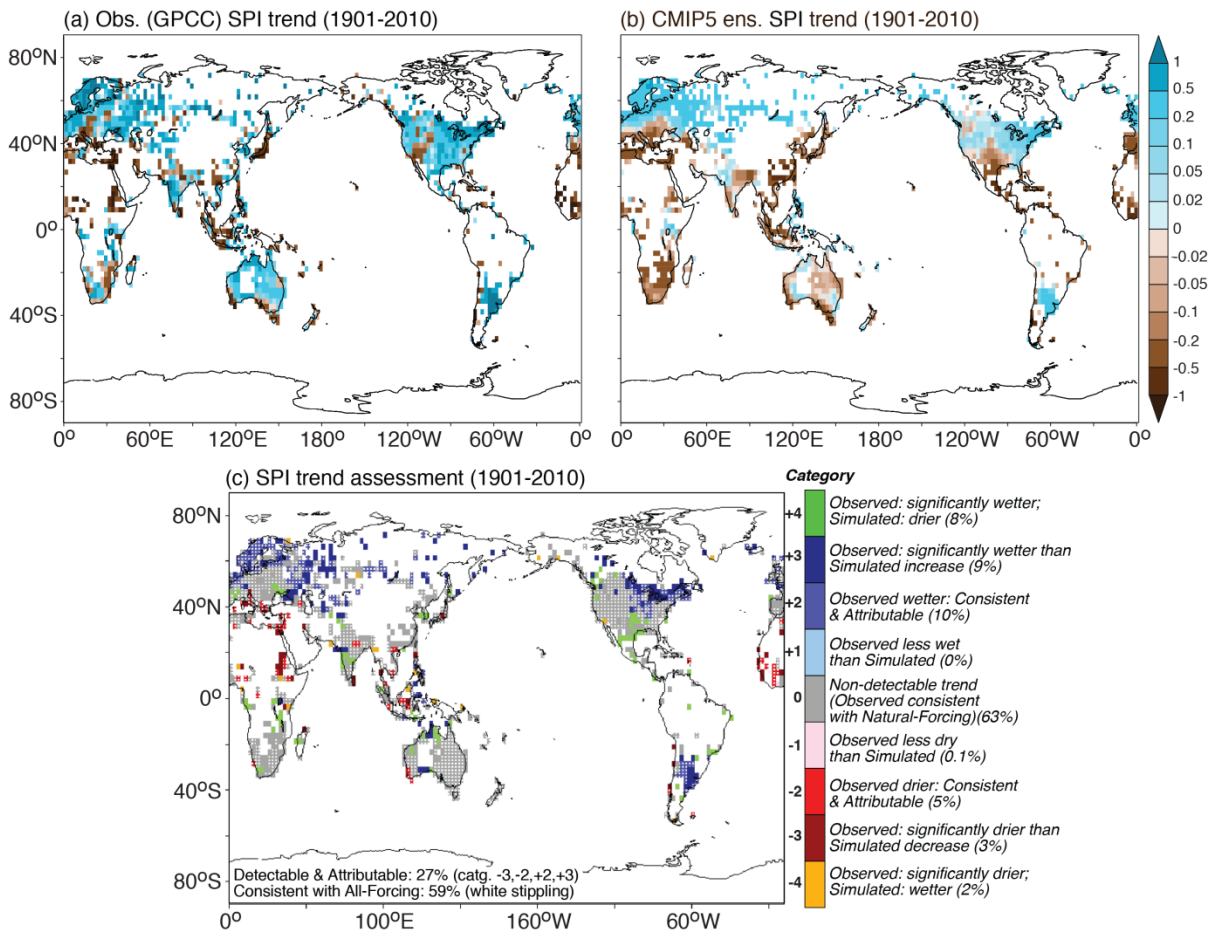 (a) Obs. (GPCC) SPI trend (1901-2010)
(b) CMIP5 ens. SPI trend (1901-2010)
80°N
40°N
0°
40°S
80°S
0°
60°E
120°E
180°
120°W
60°W
0°
80°N
40°N
0°
40°S
80°S
0°
60°E
120°E
180°
120°W
60°W
0°
1
0.5
0.2
0.1
0.05
0.02
0
-0.02
-0.05
-0.1
-0.2
-0.5
-1
(c) SPI trend assessment (1901-2010)
80°N
40°N
0°
40°S
80°S
0°
100°E
160°W
60°W
Detectable & Attributable: 27% (catg. -3,-2,+2,+3)
Consistent with All-Forcing: 59% (white stippling)
Category
+4
Observed: significantly wetter;
Simulated: drier (8%)
+3
Observed: significantly wetter than
Simulated increase (9%)
+2
Observed wetter: Consistent
& Attributable (10%)
+1
Observed less wet
than Simulated (0%)
0
Non-detectable trend
(Observed consistent
with Natural-Forcing)(63%)
-1
Observed less dry
than Simulated (0.1%)
-2
Observed drier: Consistent
& Attributable (5%)
-3
Observed: significantly drier than
Simulated decrease (3%)
-4
Observed: significantly drier;
Simulated: wetter (2%)